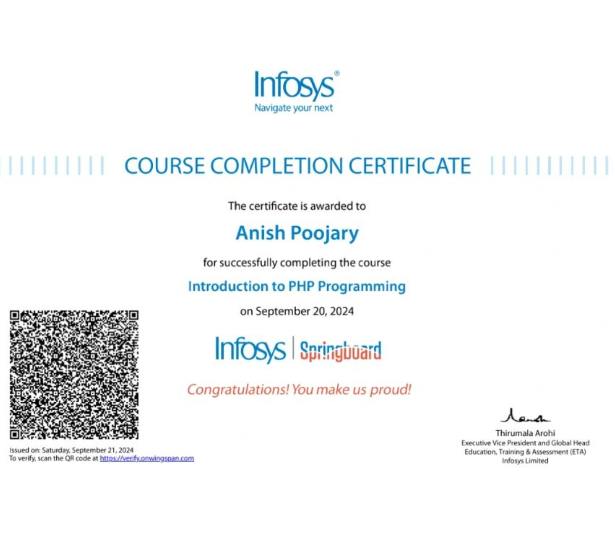 Infosys®
Navigate your next
COURSE COMPLETION CERTIFICATE
The certificate is awarded to
Anish Poojary
for successfully completing the course
Introduction to PHP Programming
on September 20, 2024
Infosys | Springboard
Congratulations! You make us proud!
Issued on: Saturday, September 21, 2024
To verify, scan the QR code at https://verify.onwingspan.com
Thirumala Arohi
Executive Vice President and Global Head
Education, Training & Assessment (ETA)
Infosys Limited